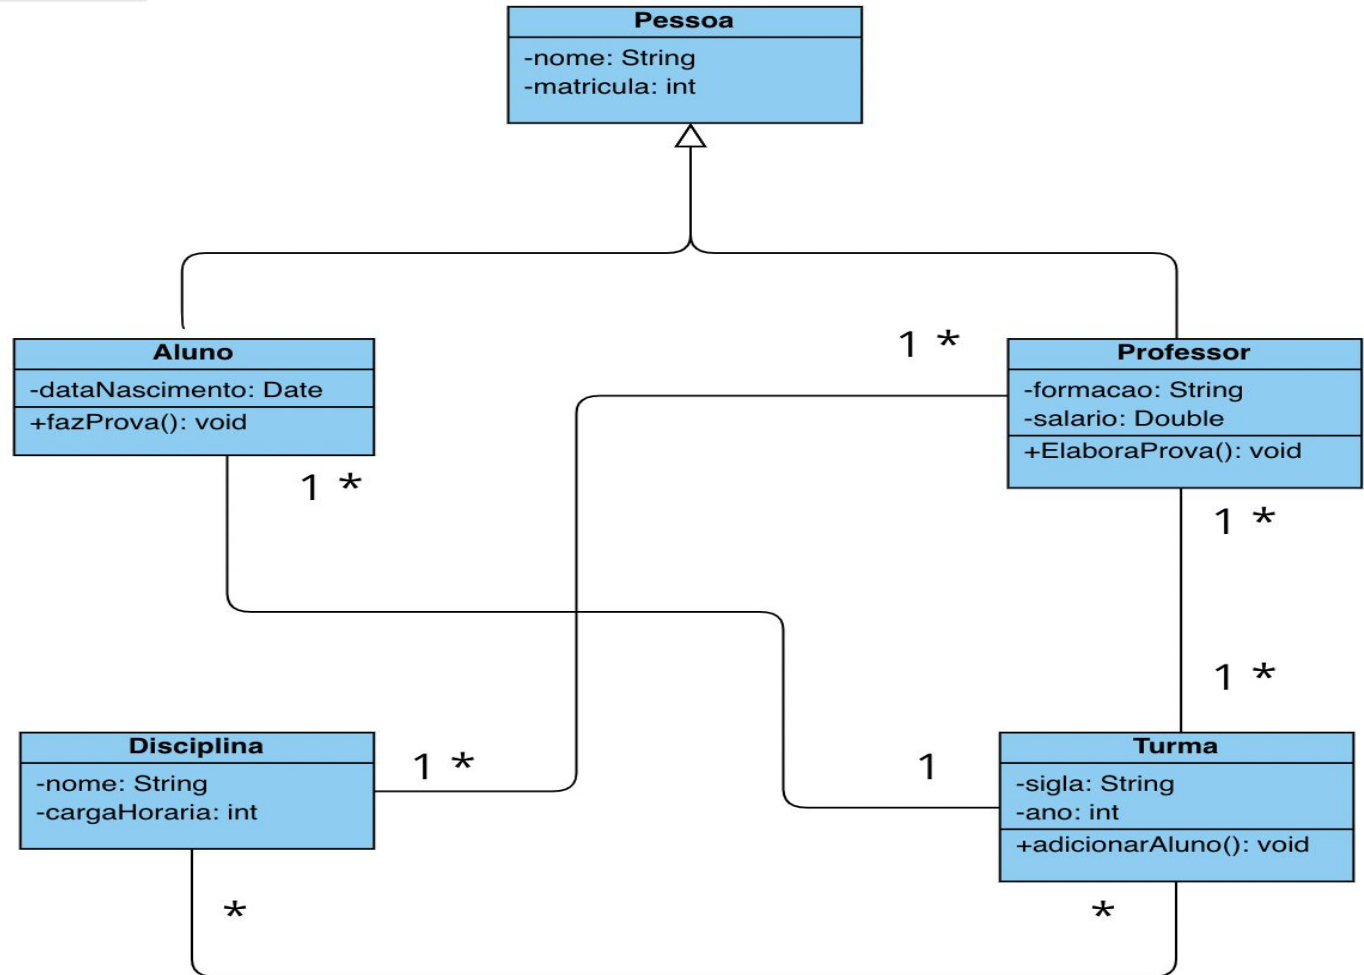 Pessoa
-nome: String
-matricula: int
1 *
Aluno
-dataNascimento: Date
+fazProva(): void
Professor
-formacao: String
-salario: Double
+ElaboraProva(): void
1 *
1 *
1 *
Disciplina
-nome: String
-cargaHoraria: int
1 *
1
Turma
-sigla: String
-ano: int
+adicionarAluno(): void
*
*